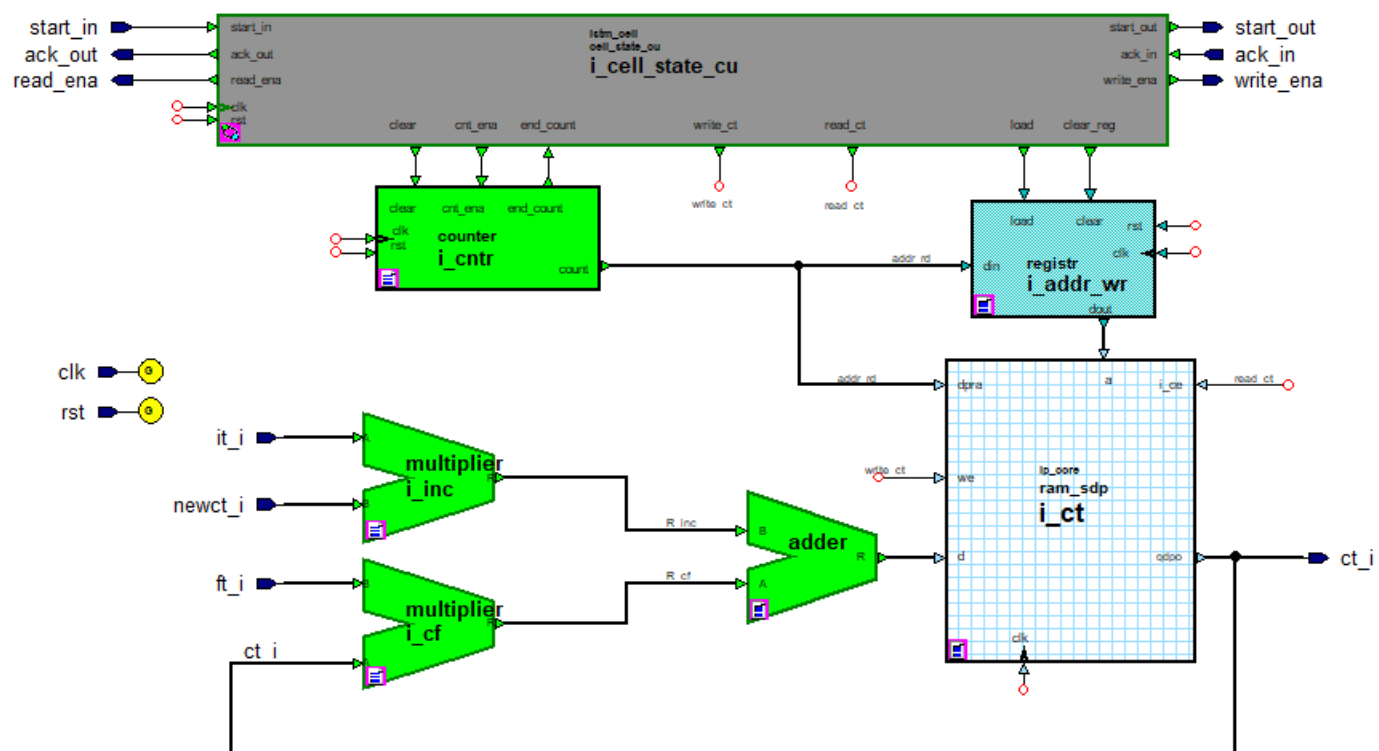 start_in
ack_out
read_ena
start_in
ack_out
read_ena
clk
rst
lstm_cell
cell_state_cu
i_cell_state_cu
start_out
ack_in
write_ena
start_out
ack_in
write_ena
clear cnt_ena end_count write_ct read_ct load clear_reg
write_ct
read_ct
clear cnt_ena end_count
clk
rst
counter
i_cntr
count
addr_rd
load clear
rst
clk
din
registr
i_addr_wr
dout
clk
G
rst
G
addr_rd
dpra
a
i_ce
read_ct
it_i
A
multiplier
i_inc
R
newct_i
B
write_ct
we
ip_core
ram_sdp
i_ct
R_inc
B
adder
R
A
d
qdpo
ct_i
ft_i
B
multiplier
i_cf
R
R_cf
ct_i
A
clk